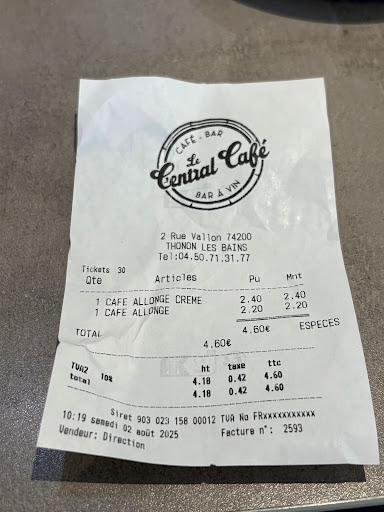 CAFÉ - BAR
Le
Central Café
BAR À VIN
2 Rue Vallon 74200
THONON LES BAINS
Tel:04.50.71.31.77
Tickets 30
Qte Articles Pu Mnt
1 CAFE ALLONGE CREME 2.40 2.40
1 CAFE ALLONGE 2.20 2.20
TOTAL 4.60€ ESPECES
4.60€
ht taxe ttc
TVA2 10% 4.18 0.42 4.60
total 4.18 0.42 4.60
Siret 903 023 158 00012 TVA No FRxxxxxxxxxxx
10:19 samedi 02 août 2025 Facture n°: 2593
Vendeur: Direction